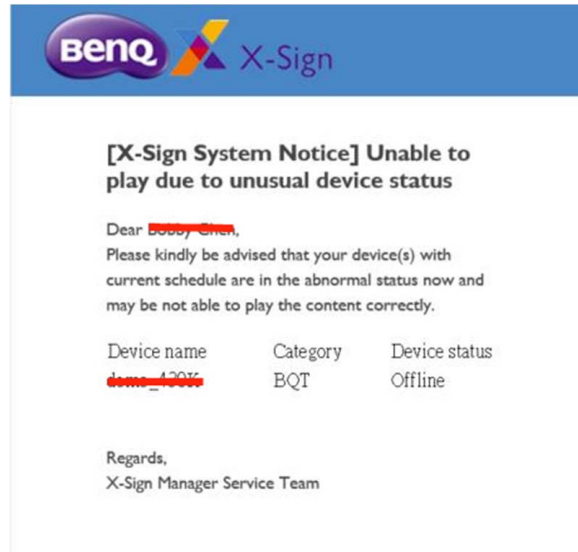 BenQ X-Sign
[X-Sign System Notice] Unable to
play due to unusual device status
Dear ,
Please kindly be advised that your device(s) with
current schedule are in the abnormal status now and
may be not able to play the content correctly.
Device name Category Device status
BQT Offline
Regards,
X-Sign Manager Service Team